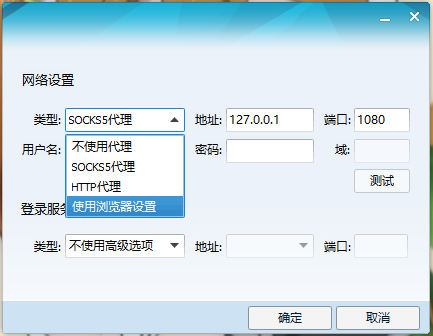 网络设置
类型: SOCKS5代理 地址: 127.0.0.1 端口: 1080
用户名: 不使用代理 密码: 域:
SOCKS5代理
HTTP代理 测试
使用浏览器设置
登录服务
类型: 不使用高级选项 地址: 端口:
确定 取消